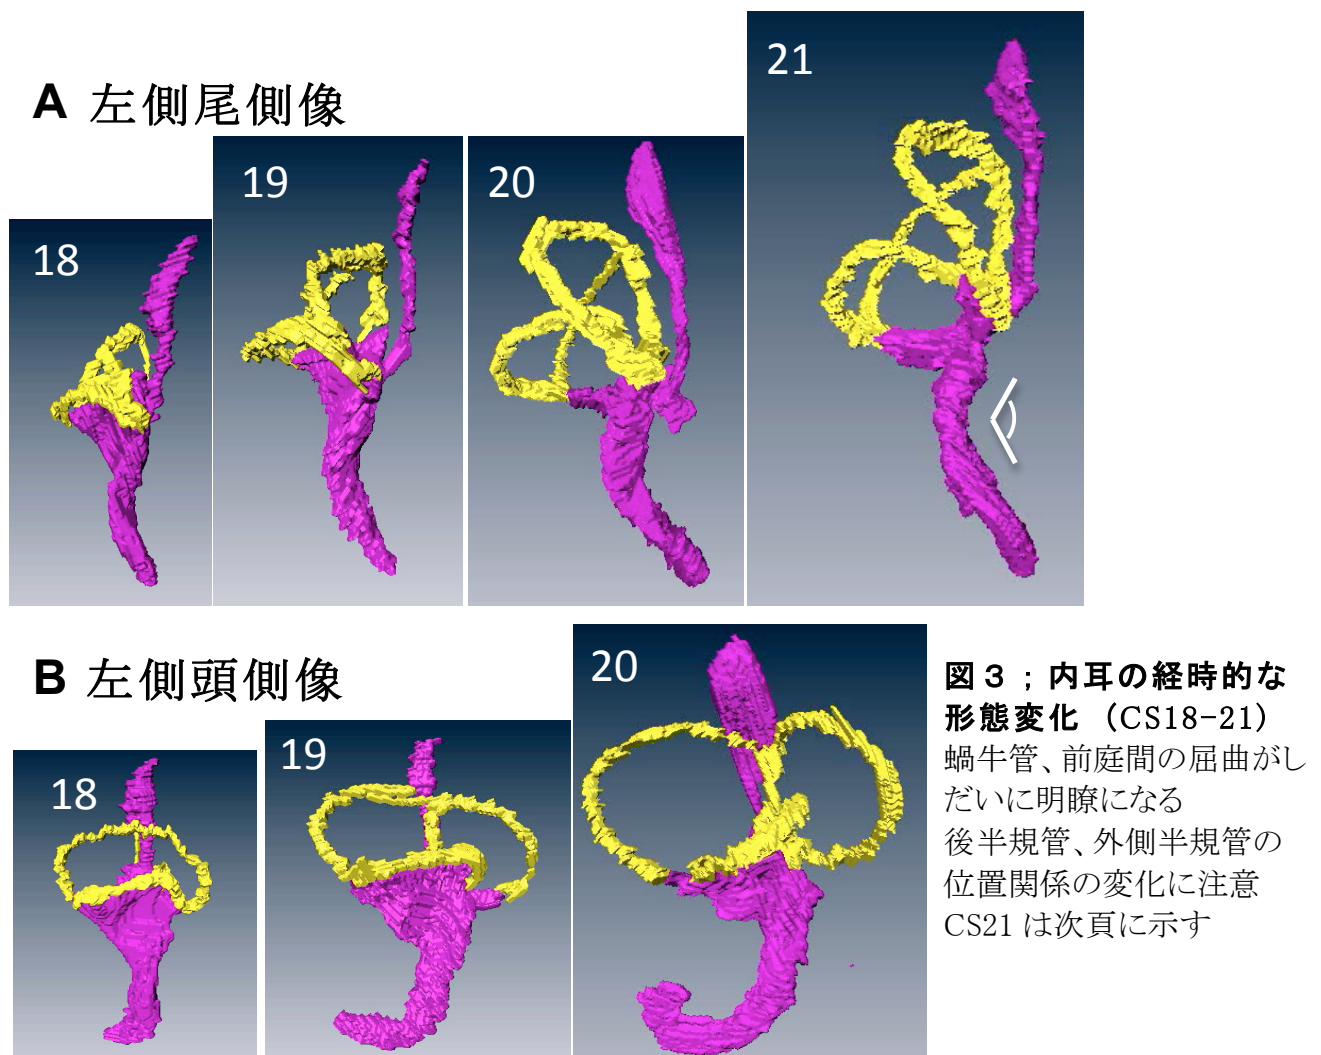 A 左側尾側像
18
19
20
21
B 左側頭側像
18
19
20
図３；内耳の経時的な
形態変化 (CS18-21)
蝸牛管、前庭間の屈曲がし
だいに明瞭になる
後半規管、外側半規管の
位置関係の変化に注意
CS21 は次頁に示す